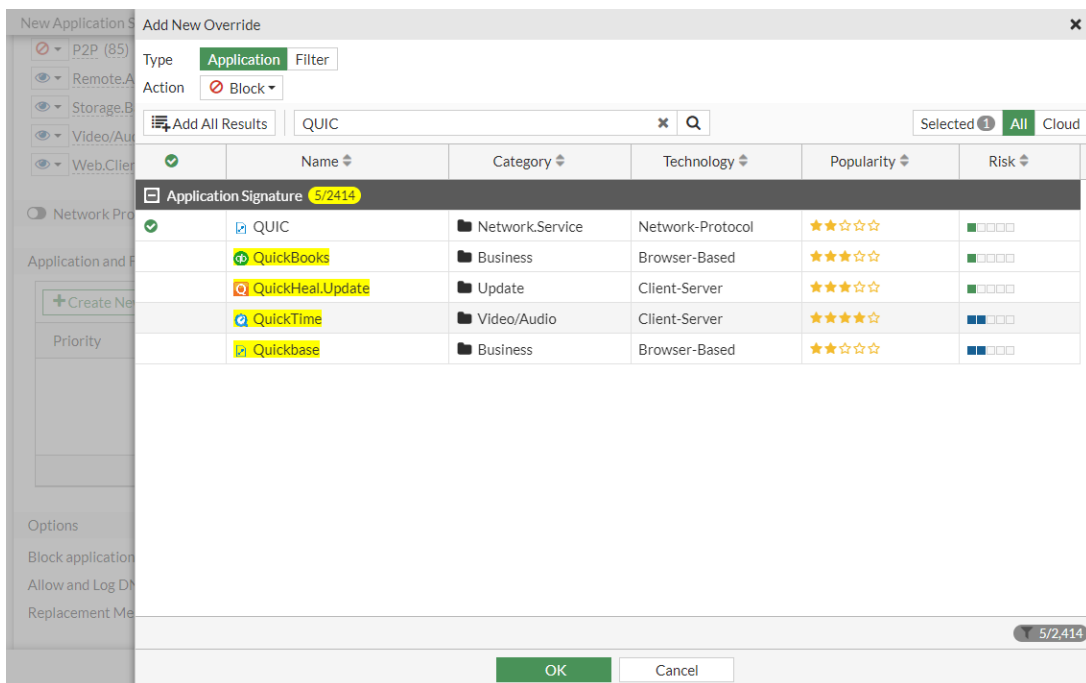 New Application S
Add New Override
P2P (85)
Type Application Filter
Remote.A
Action Block
Storage.B
Add All Results QUIC Selected 1 All Cloud
Video/Au
Web.Clien
Name Category Technology Popularity Risk
Application Signature 5/2414
Network Pro
QUIC Network.Service Network-Protocol
Application and F
QuickBooks Business Browser-Based
QuickHeal.Update Update Client-Server
Create Ne
QuickTime Video/Audio Client-Server
Priority
Quickbase Business Browser-Based
Options
Block application
Allow and Log DN
Replacement Me
5/2,414
OK Cancel